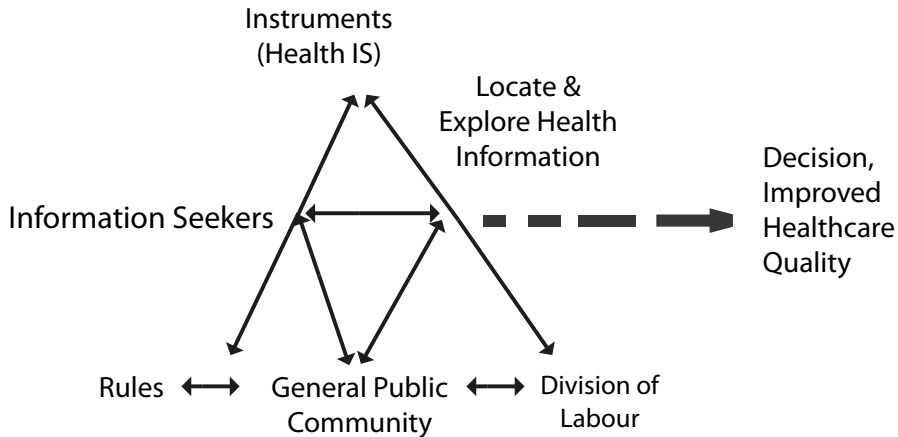 Instruments
(Health IS)
Locate &
Explore Health
Information
Information Seekers
Decision,
Improved
Healthcare
Quality
Rules
General Public
Community
Division of
Labour